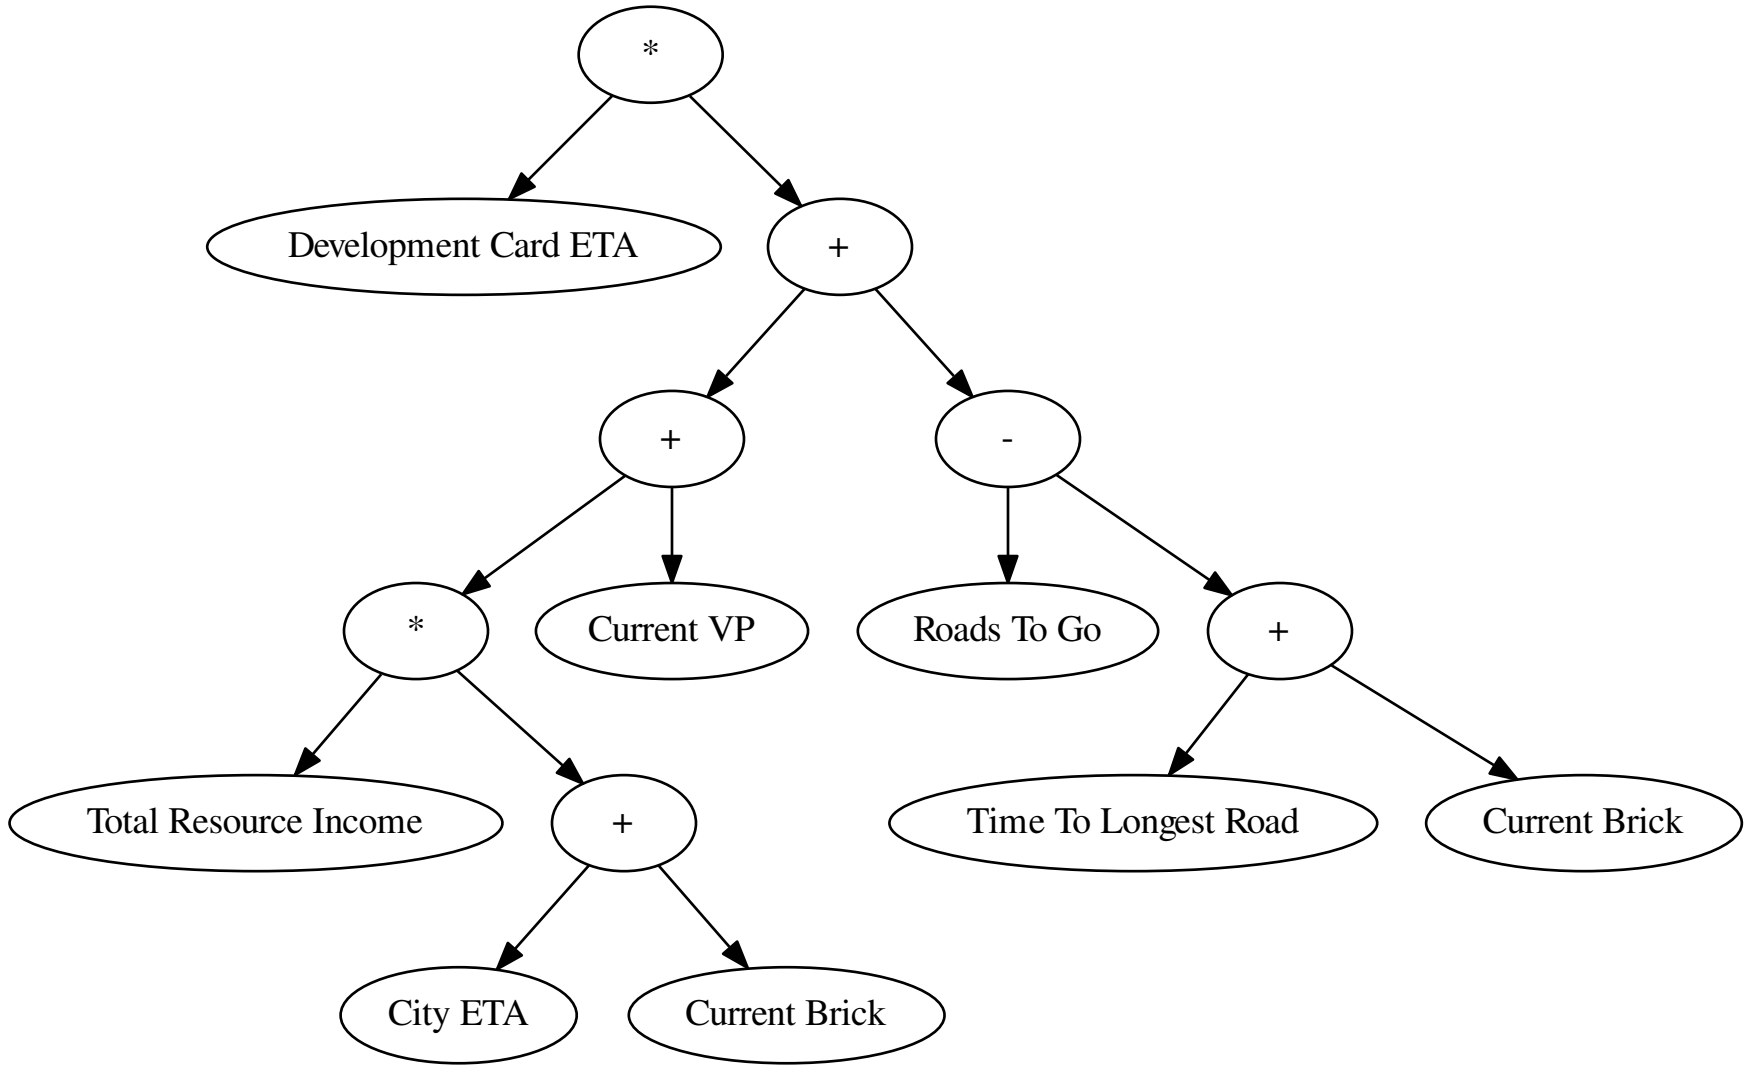 *
Development Card ETA
+
+
-
*
Current VP
Roads To Go
+
Total Resource Income
+
Time To Longest Road
Current Brick
City ETA
Current Brick